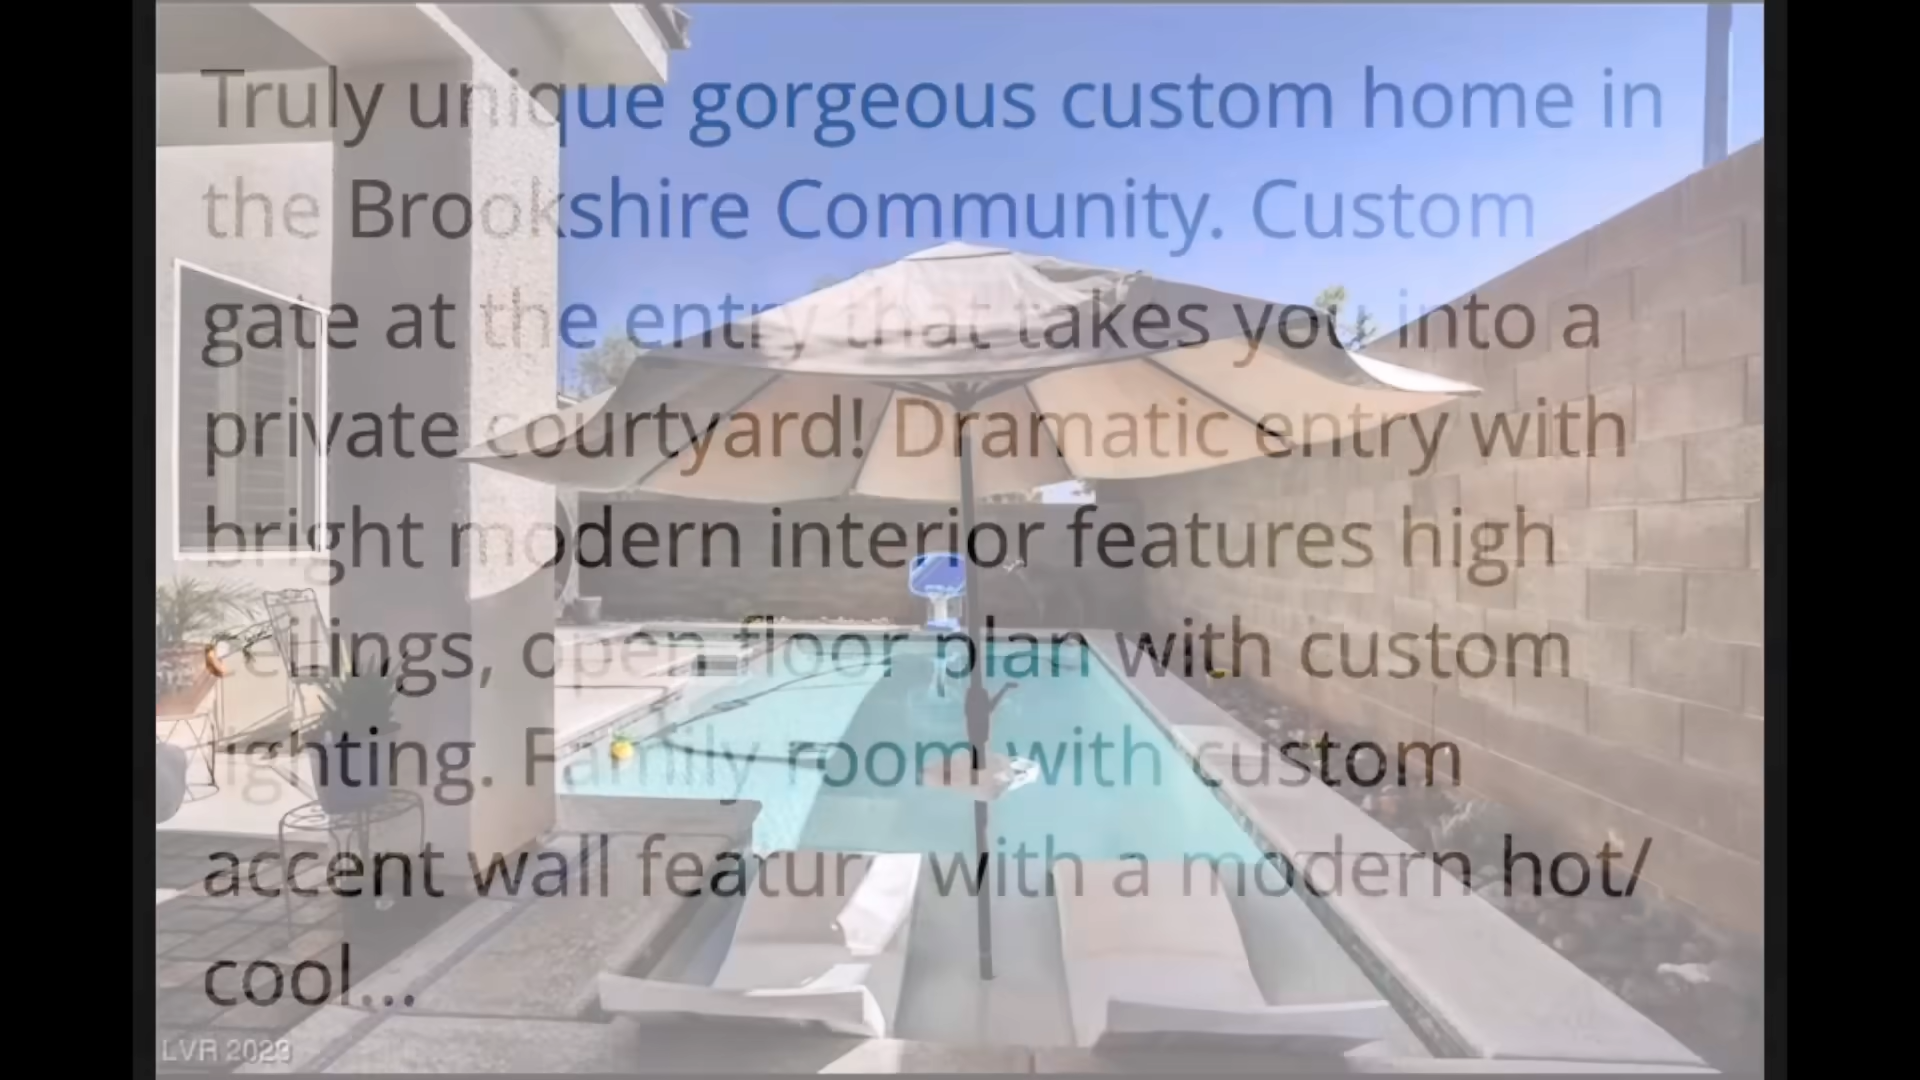 Truly unique gorgeous custom home in
the Brookshire Community. Custom
gate at the entry that takes you into a
private courtyard! Dramatic entry with
bright modern interior features high
ceilings, open floor plan with custom
lighting. Family room with custom
accent wall feature with a modern hot/
cool...
LVR 2023